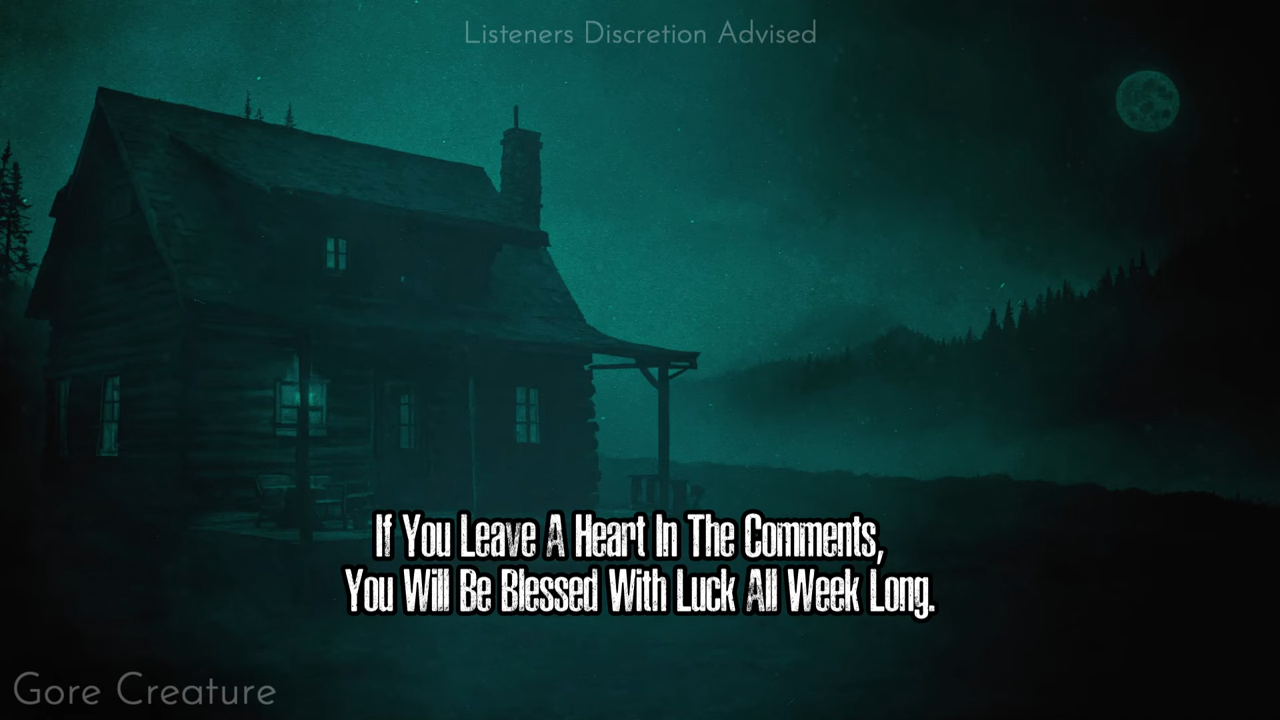 Listeners Discretion Advised
If You Leave A Heart In The Comments,
You Will Be Blessed With Luck All Week Long.
Gore Creature